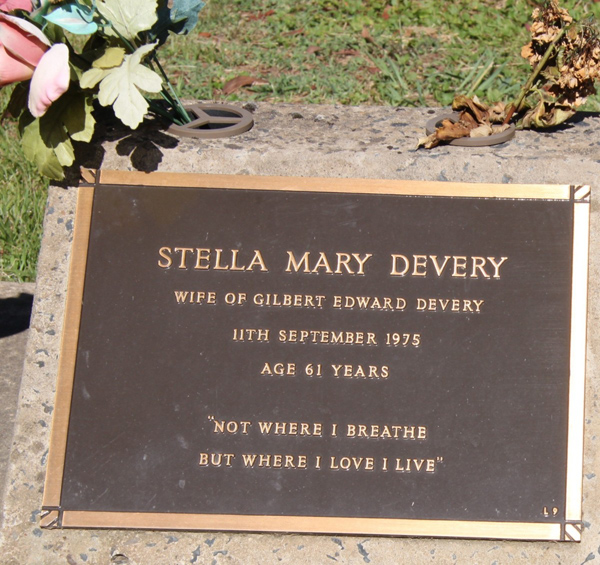 STELLA MARY DEVERY
WIFE OF GILBERT EDWARD DEVERY
11TH SEPTEMBER 1975
AGE 61 YEARS
"NOT WHERE I BREATHE
BUT WHERE I LOVE I LIVE"
L 9